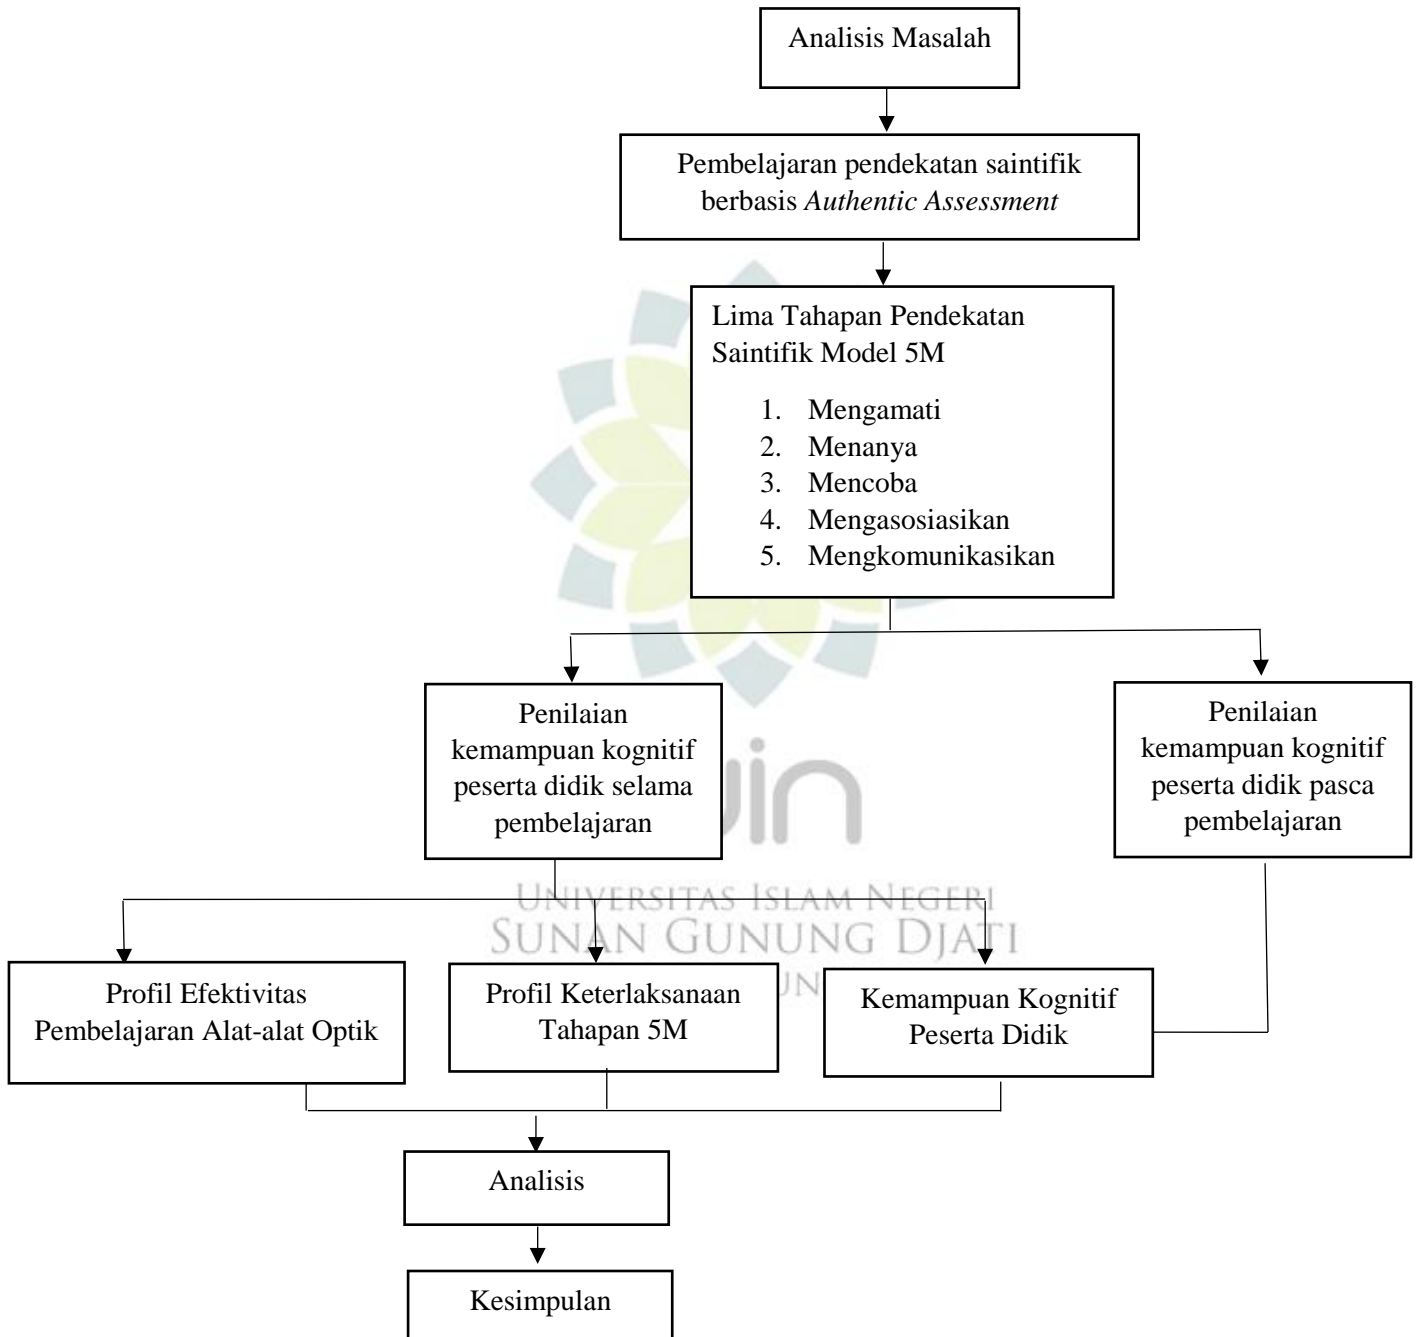 Analisis Masalah
Pembelajaran pendekatan saintifik
berbasis Authentic Assessment
Lima Tahapan Pendekatan
Saintifik Model 5M
1. Mengamati
2. Menanya
3. Mencoba
4. Mengasosiasikan
5. Mengkomunikasikan
Penilaian
kemampuan kognitif
peserta didik selama
pembelajaran
Penilaian
kemampuan kognitif
peserta didik pasca
pembelajaran
UNIVERSITAS ISLAM NEGERI
SUNAN GUNUNG DJATI
Profil Efektivitas
Pembelajaran Alat-alat Optik
Profil Keterlaksanaan
Tahapan 5M
Kemampuan Kognitif
Peserta Didik
Analisis
Kesimpulan